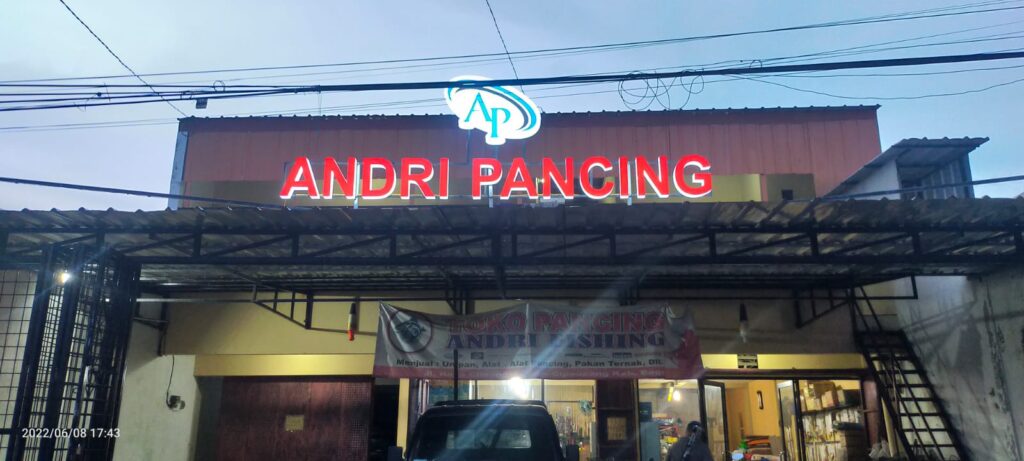 AP
ANDRI PANCING
TOKO PANCING
ANDRI FISHING
Menjual : Umpan, Alat - Alat Pancing, Pakan Ternak, Dll.
2022/06/08 17:43